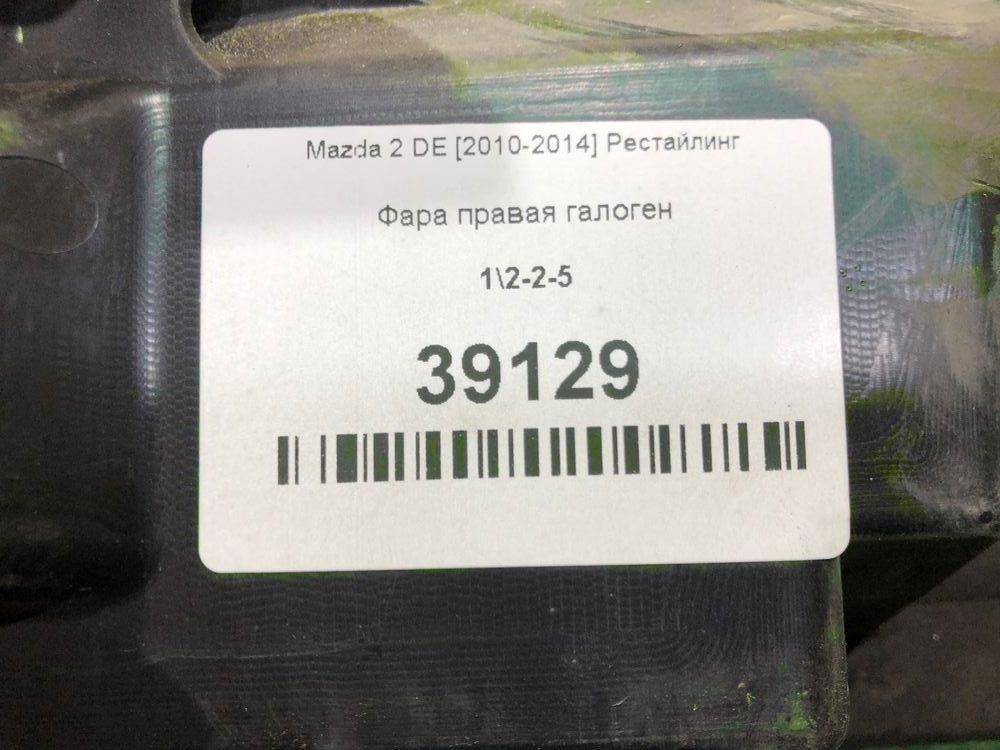 Mazda 2 DE [2010-2014] Рестайлинг
Фара правая галоген
1\2-2-5
39129